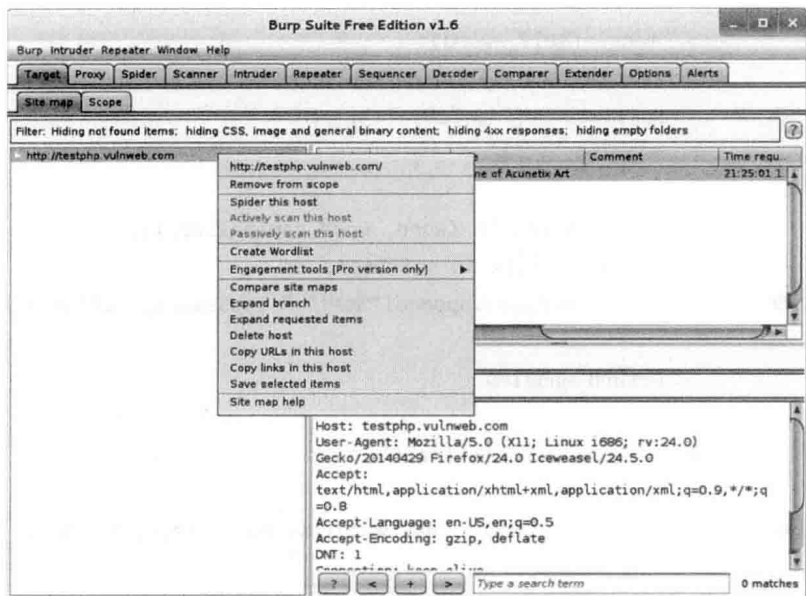 Burp Suite Free Edition v1.6
Burp Intruder Repeater Window Help
Target Proxy Spider Scanner Intruder Repeater Sequencer Decoder Comparer Extender Options Alerts
Site map Scope
Filter: Hiding not found items; hiding CSS, image and general binary content; hiding 4xx responses; hiding empty folders ?
http://testphp.vulnweb.com
Comment Time requ...
of Acunetix Art 21:25:01 1
http://testphp.vulnweb.com/
Remove from scope
Spider this host
Actively scan this host
Passively scan this host
Create Wordlist
Engagement tools [Pro version only]
Compare site maps
Expand branch
Expand requested items
Delete host
Copy URLs in this host
Copy links in this host
Save selected items
Site map help
Host: testphp.vulnweb.com
User-Agent: Mozilla/5.0 (X11; Linux i686; rv:24.0)
Gecko/20140429 Firefox/24.0 Iceweasel/24.5.0
Accept:
text/html,application/xhtml+xml,application/xml;q=0.9,*/*;q
=0.8
Accept-Language: en-US,en;q=0.5
Accept-Encoding: gzip, deflate
DNT: 1
? < + > Type a search term 0 matches